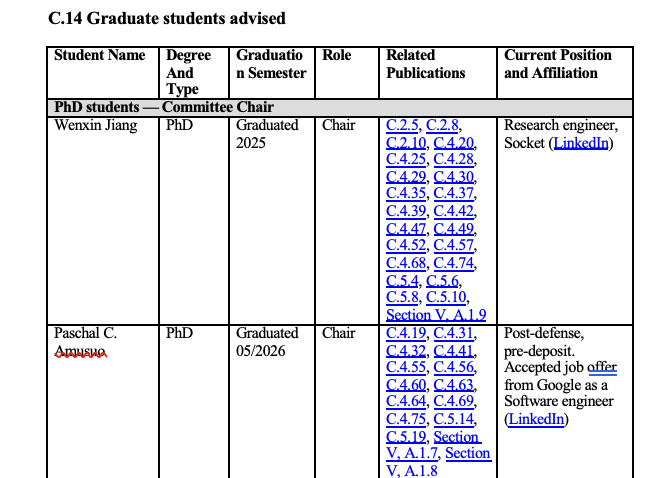 C.14 Graduate students advised
Student Name
Degree
And
Type
Graduatio
n Semester
Role
Related
Publications
Current Position
and Affiliation
PhD students — Committee Chair
Wenxin Jiang
PhD
Graduated
2025
Chair
C.2.5, C.2.8,
C.2.10, C.4.20,
C.4.25, C.4.28,
C.4.29, C.4.30,
C.4.35, C.4.37,
C.4.39, C.4.42,
C.4.47, C.4.49,
C.4.52, C.4.57,
C.4.68, C.4.74,
C.5.4, C.5.6,
C.5.8, C.5.10,
Section V, A.1.9
Research engineer,
Socket (LinkedIn)
Paschal C.
Amusuo
PhD
Graduated
05/2026
Chair
C.4.19, C.4.31,
C.4.32, C.4.41,
C.4.55, C.4.56,
C.4.60, C.4.63,
C.4.64, C.4.69,
C.4.75, C.5.14,
C.5.19, Section
V, A.1.7, Section
V, A.1.8
Post-defense,
pre-deposit.
Accepted job offer
from Google as a
Software engineer
(LinkedIn)